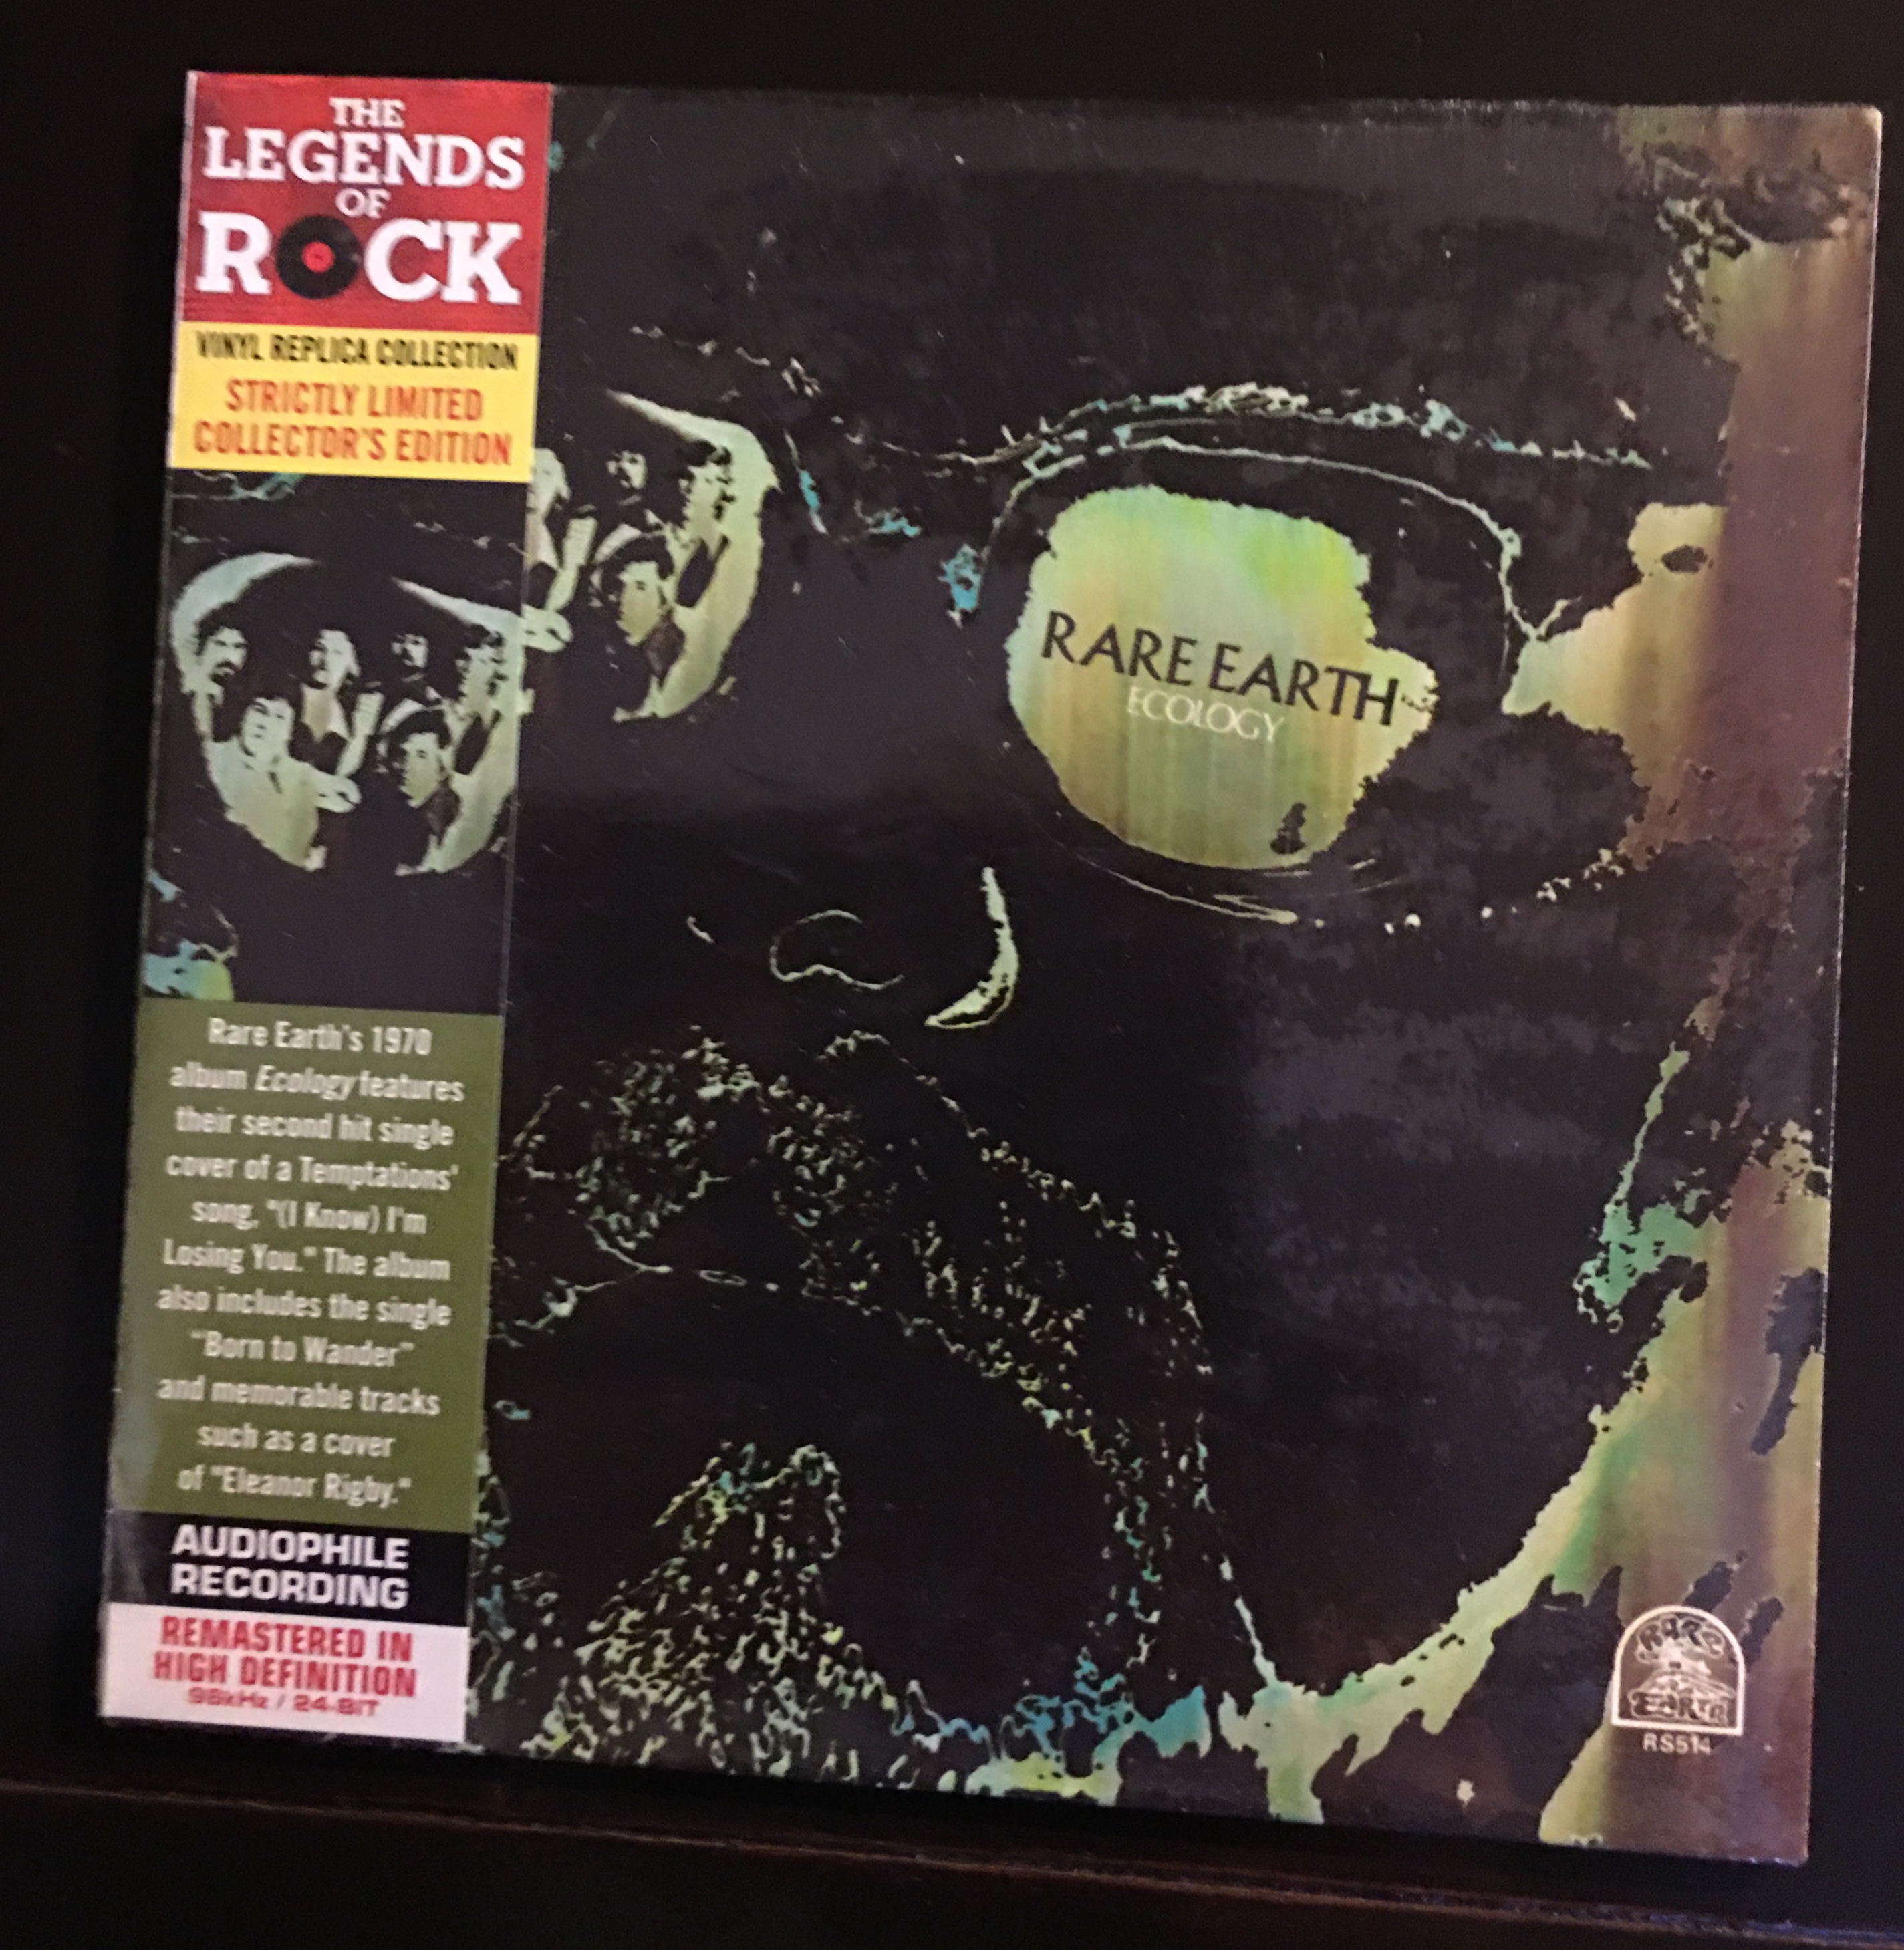 THE
LEGENDS
OF
ROCK
VINYL REPLICA COLLECTION
STRICTLY LIMITED
COLLECTOR'S EDITION
RARE EARTH
ECOLOGY
Rare Earth's 1970
album Ecology features
their second hit single
cover of a Temptations'
song, "(I Know) I'm
Losing You." The album
also includes the single
"Born to Wander"
and memorable tracks
such as a cover
of "Eleanor Rigby."
AUDIOPHILE
RECORDING
REMASTERED IN
HIGH DEFINITION
96kHz / 24-BIT
RARE
EARTH
RS514